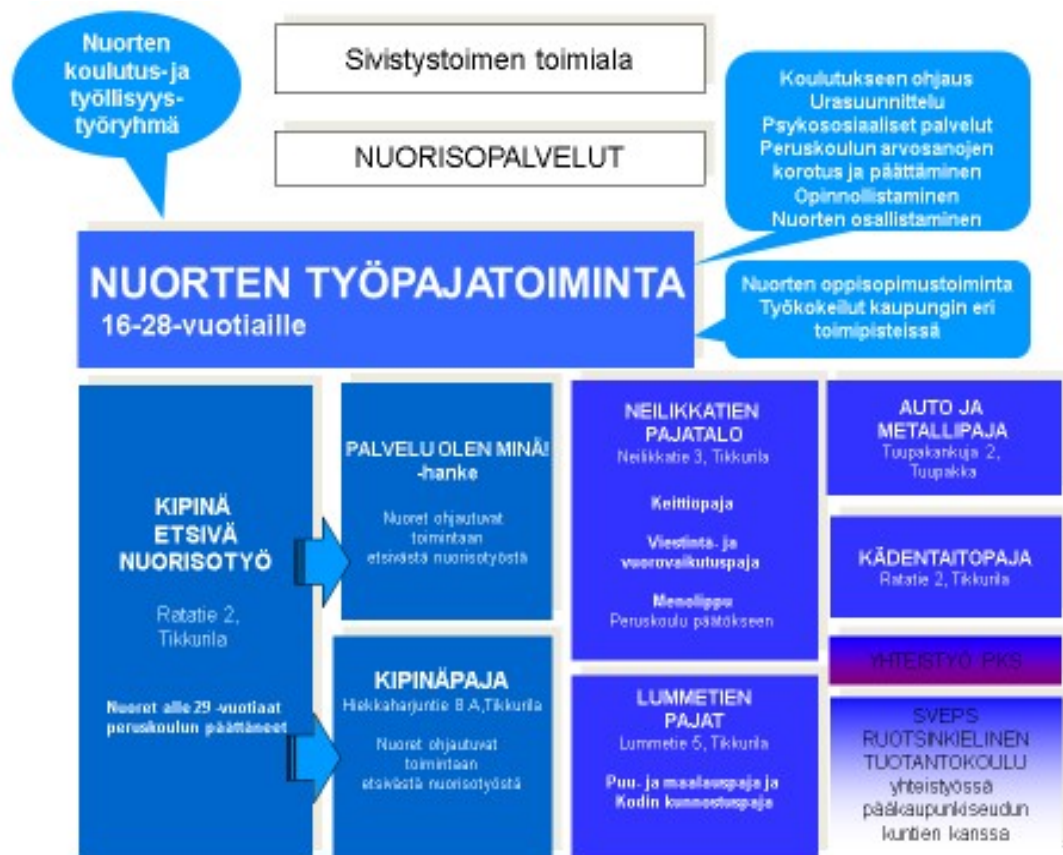 Nuorten
koulutus-ja
työllisyys-
työryhmä
Sivistystoimen toimiala
NUORISOPALVELUT
Koulutukseen ohjaus
Urasuunnittelu
Psykososiaaliset palvelut
Peruskoulun arvosanojen
korotus ja päättäminen
Opinnollistaminen
Nuorten osallistaminen
NUORTEN TYÖPAJATOIMINTA
16-28-vuotiaille
Nuorten oppisopimustoiminta
Työkokeilut kaupungin eri
toimipisteissä
KIPINÄ
ETSIVÄ
NUORISOTYÖ
Ratatie 2,
Tikkurila
Nuoret alle 29 -vuotiaat
peruskoulun päättäneet
PALVELU OLEN MINÄ!
-hanke
Nuoret ohjautuvat
toimintaan
etsivästä nuorisotyöstä
KIPINÄPAJA
Hiekkaharjuntie 8 A,Tikkurila
Nuoret ohjautuvat
toimintaan
etsivästä nuorisotyöstä
NEILIKKATIEN
PAJATALO
Neilikkatie 3, Tikkurila
Keittiöpaja
Viestintä- ja
vuorovaikutuspaja
Menolippu
Peruskoulu päätökseen
LUMMETIEN
PAJAT
Lummetie 5, Tikkurila
Puu- ja maalauspaja ja
Kodin kunnostuspaja
AUTO JA
METALLIPAJA
Tuupakankuja 2,
Tuupakka
KÄDENTAITOPAJA
Ratatie 2, Tikkurila
YHTEISTYÖ PKS
SVEPS
RUOTSINKIELINEN
TUOTANTOKOULU
yhteistyössä
pääkaupunkiseudun
kuntien kanssa